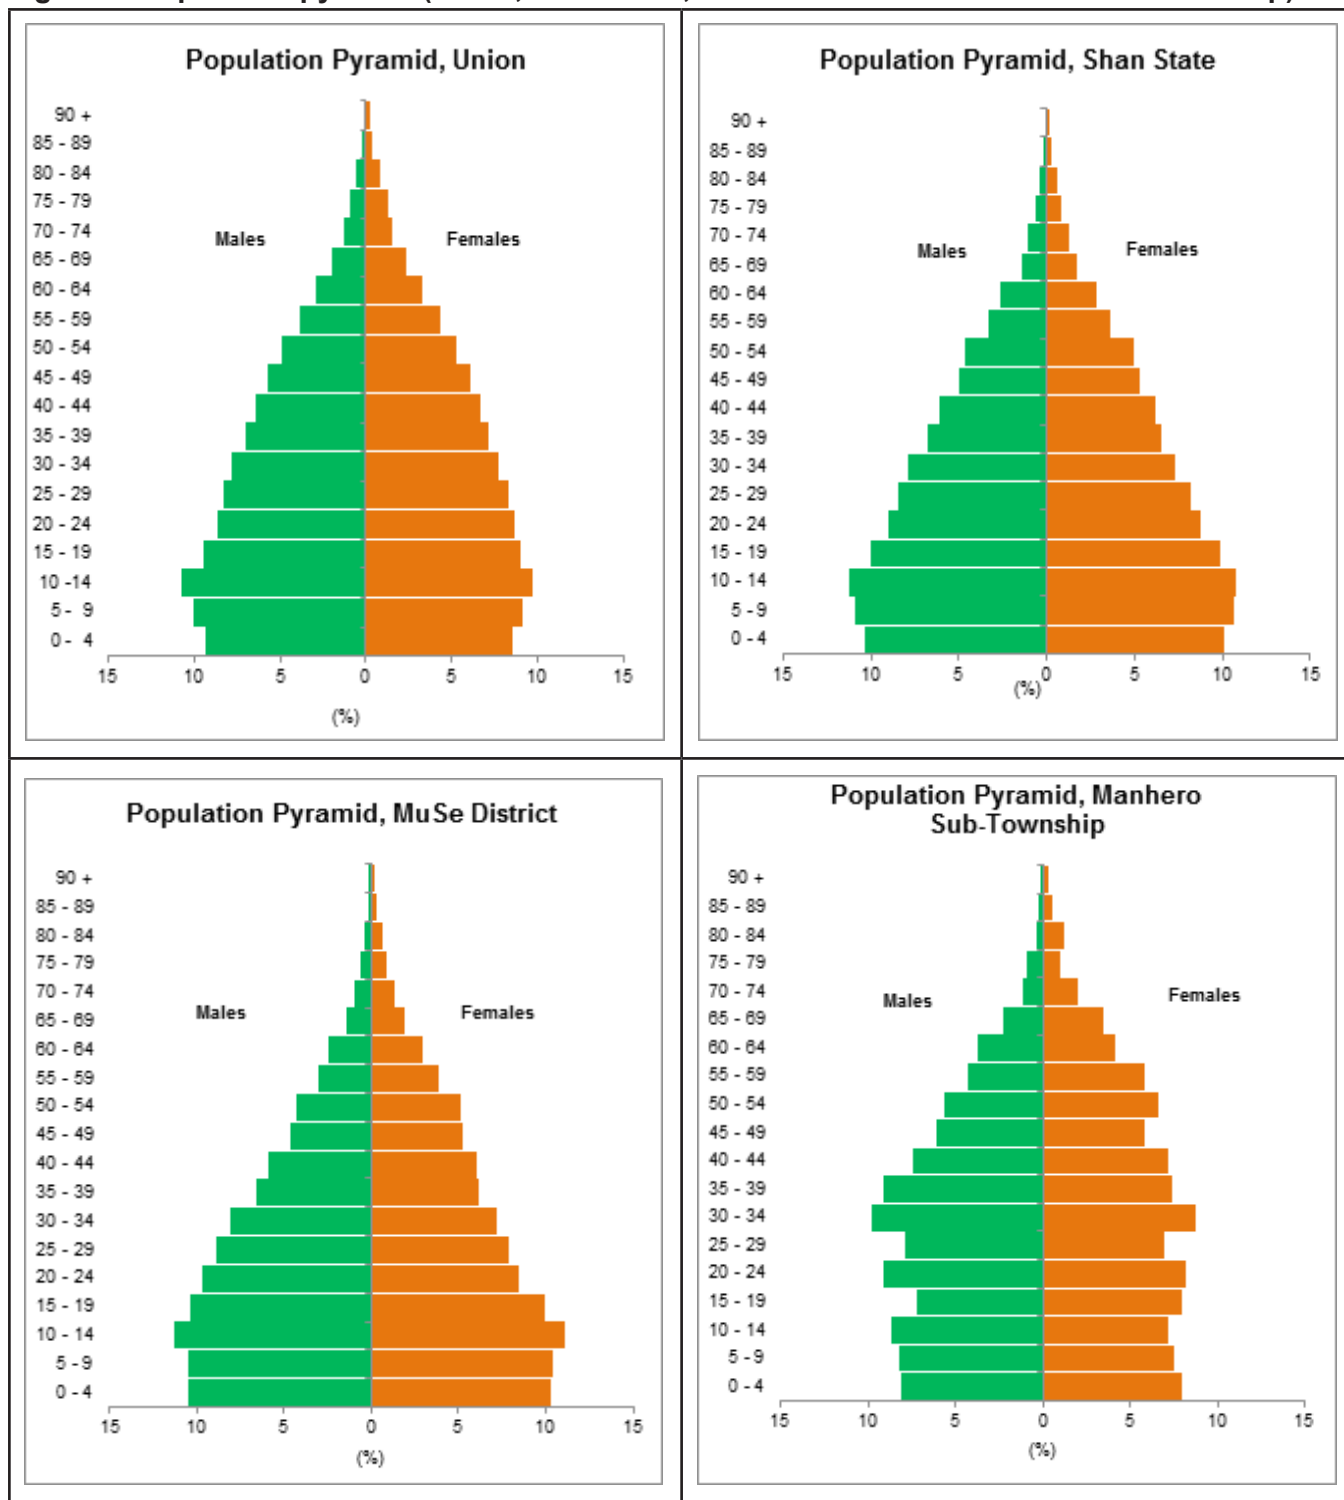 Population Pyramid, Union
90 +
85 - 89
80 - 84
75 - 79
70 - 74
65 - 69
60 - 64
55 - 59
50 - 54
45 - 49
40 - 44
35 - 39
30 - 34
25 - 29
20 - 24
15 - 19
10 -14
5 - 9
0 - 4
Males
Females
15 10 5 0 5 10 15
(%)
Population Pyramid, Shan State
90 +
85 - 89
80 - 84
75 - 79
70 - 74
65 - 69
60 - 64
55 - 59
50 - 54
45 - 49
40 - 44
35 - 39
30 - 34
25 - 29
20 - 24
15 - 19
10 - 14
5 - 9
0 - 4
Males
Females
15 10 5 0 5 10 15
(%)
Population Pyramid, MuSe District
90 +
85 - 89
80 - 84
75 - 79
70 - 74
65 - 69
60 - 64
55 - 59
50 - 54
45 - 49
40 - 44
35 - 39
30 - 34
25 - 29
20 - 24
15 - 19
10 - 14
5 - 9
0 - 4
Males
Females
15 10 5 0 5 10 15
(%)
Population Pyramid, Manhero
Sub-Township
90 +
85 - 89
80 - 84
75 - 79
70 - 74
65 - 69
60 - 64
55 - 59
50 - 54
45 - 49
40 - 44
35 - 39
30 - 34
25 - 29
20 - 24
15 - 19
10 - 14
5 - 9
0 - 4
Males
Females
15 10 5 0 5 10 15
(%)